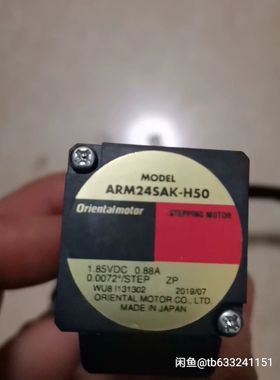 MODEL
ARM24SAK-H50
Orientalmotor STEPPING MOTOR
1.85VDC 0.88A
0.0072°/STEP ZP
WU8 I131302 2019/07
ORIENTAL MOTOR CO., LTD.
MADE IN JAPAN
闲鱼@tb633241151